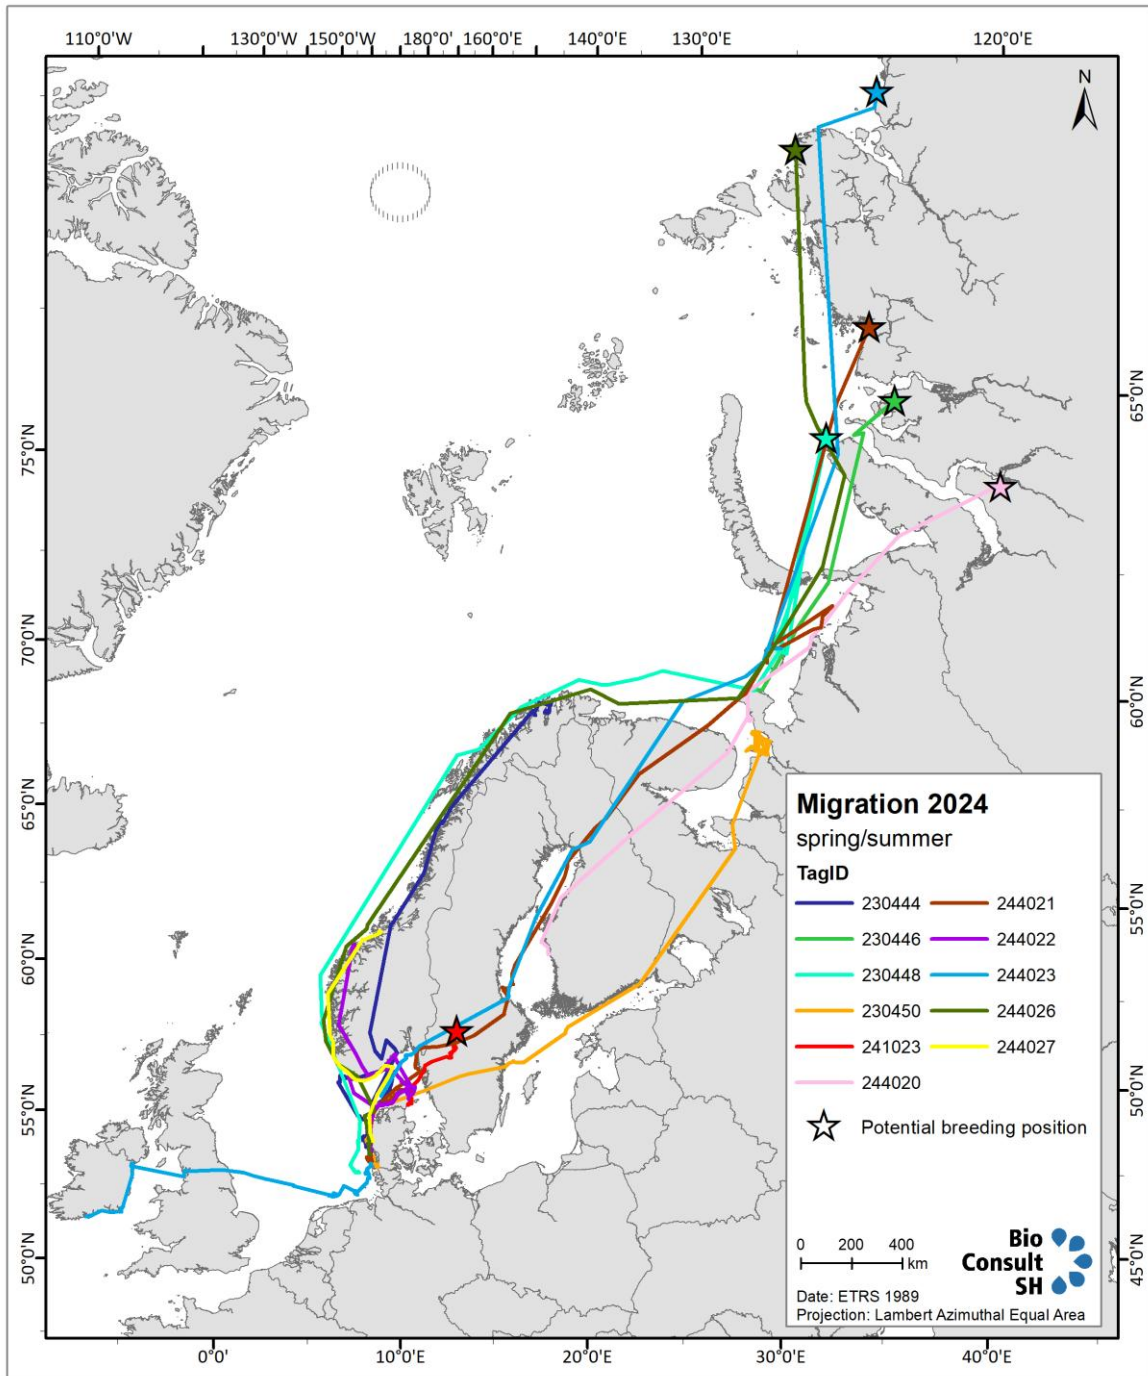 110°0'W 130°0'W 150°0'W 180°0' 160°0'E 140°0'E 130°0'E 120°0'E
N
75°0'N
70°0'N
65°0'N
60°0'N
55°0'N
50°0'N
65°0'N
60°0'N
55°0'N
50°0'N
45°0'N
Migration 2024
spring/summer
TagID
230444 244021
230446 244022
230448 244023
230450 244026
241023 244027
244020
Potential breeding position
0 200 400
km
Bio
Consult
SH
Date: ETRS 1989
Projection: Lambert Azimuthal Equal Area
0°0' 10°0'E 20°0'E 30°0'E 40°0'E